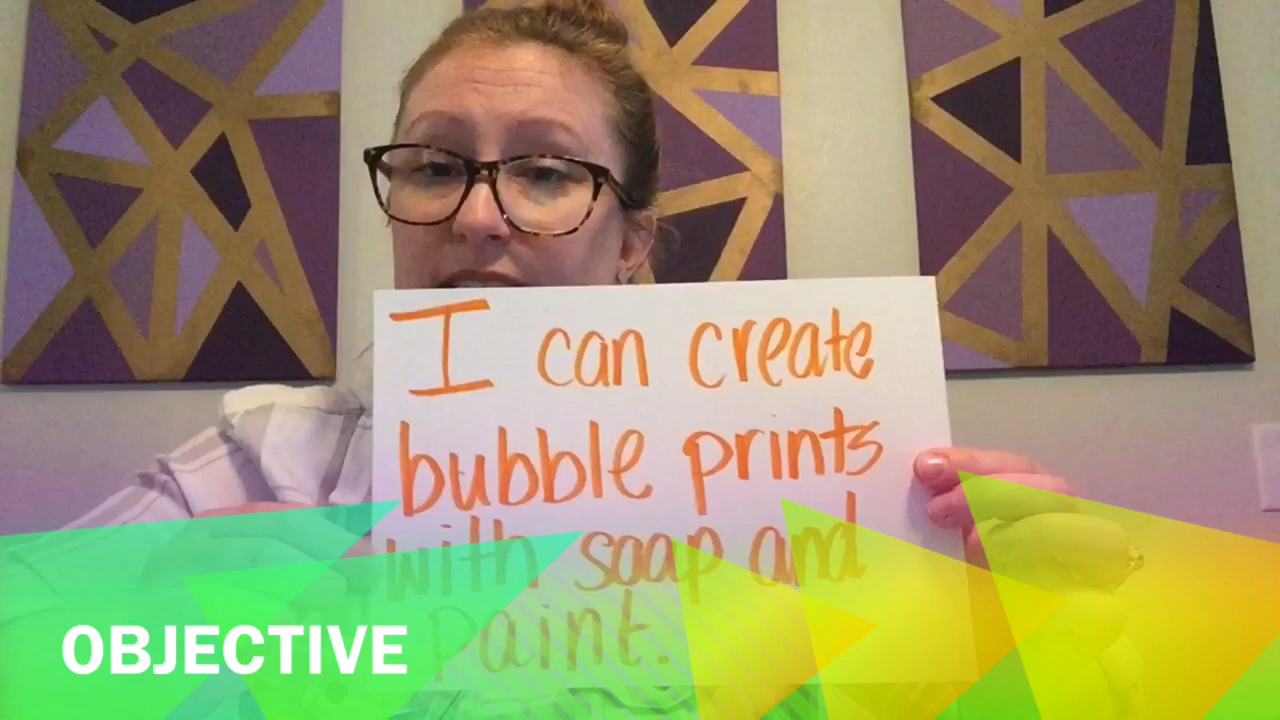 I can create
bubble prints
with soap and
paint.
OBJECTIVE